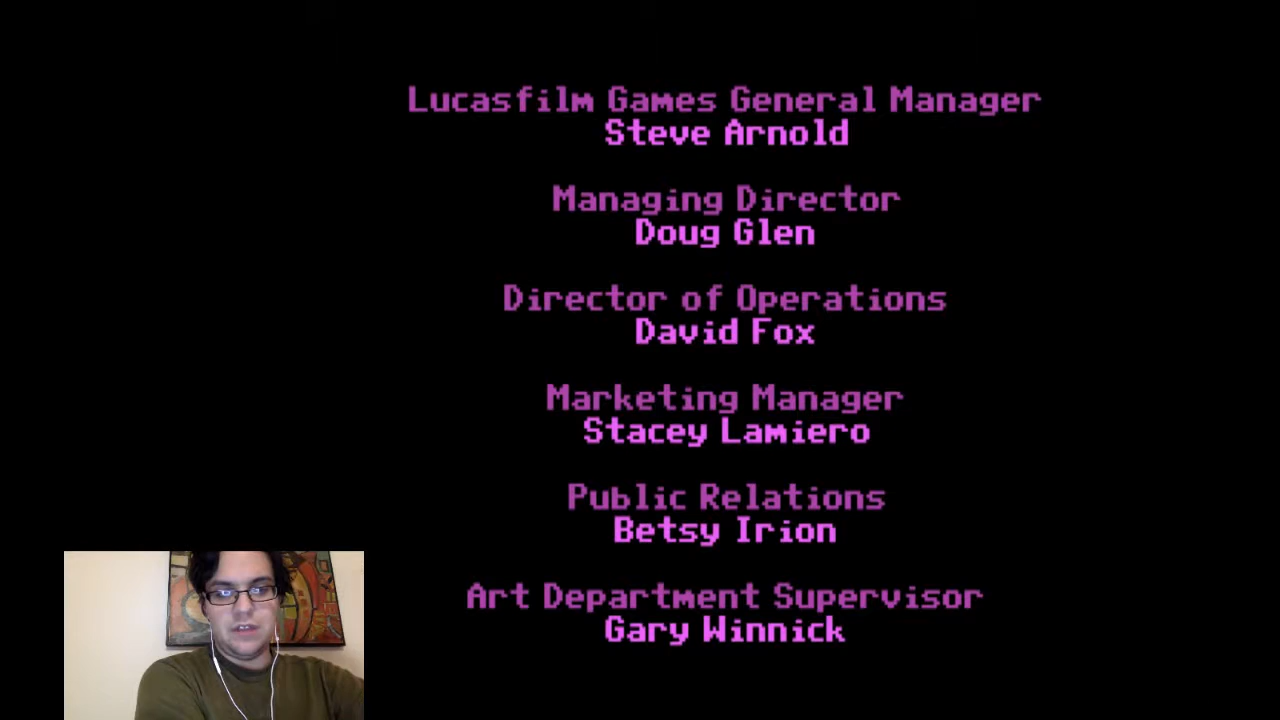 Lucasfilm Games General Manager
Steve Arnold
Managing Director
Doug Glen
Director of Operations
David Fox
Marketing Manager
Stacey Lamiero
Public Relations
Betsy Irion
Art Department Supervisor
Gary Winnick